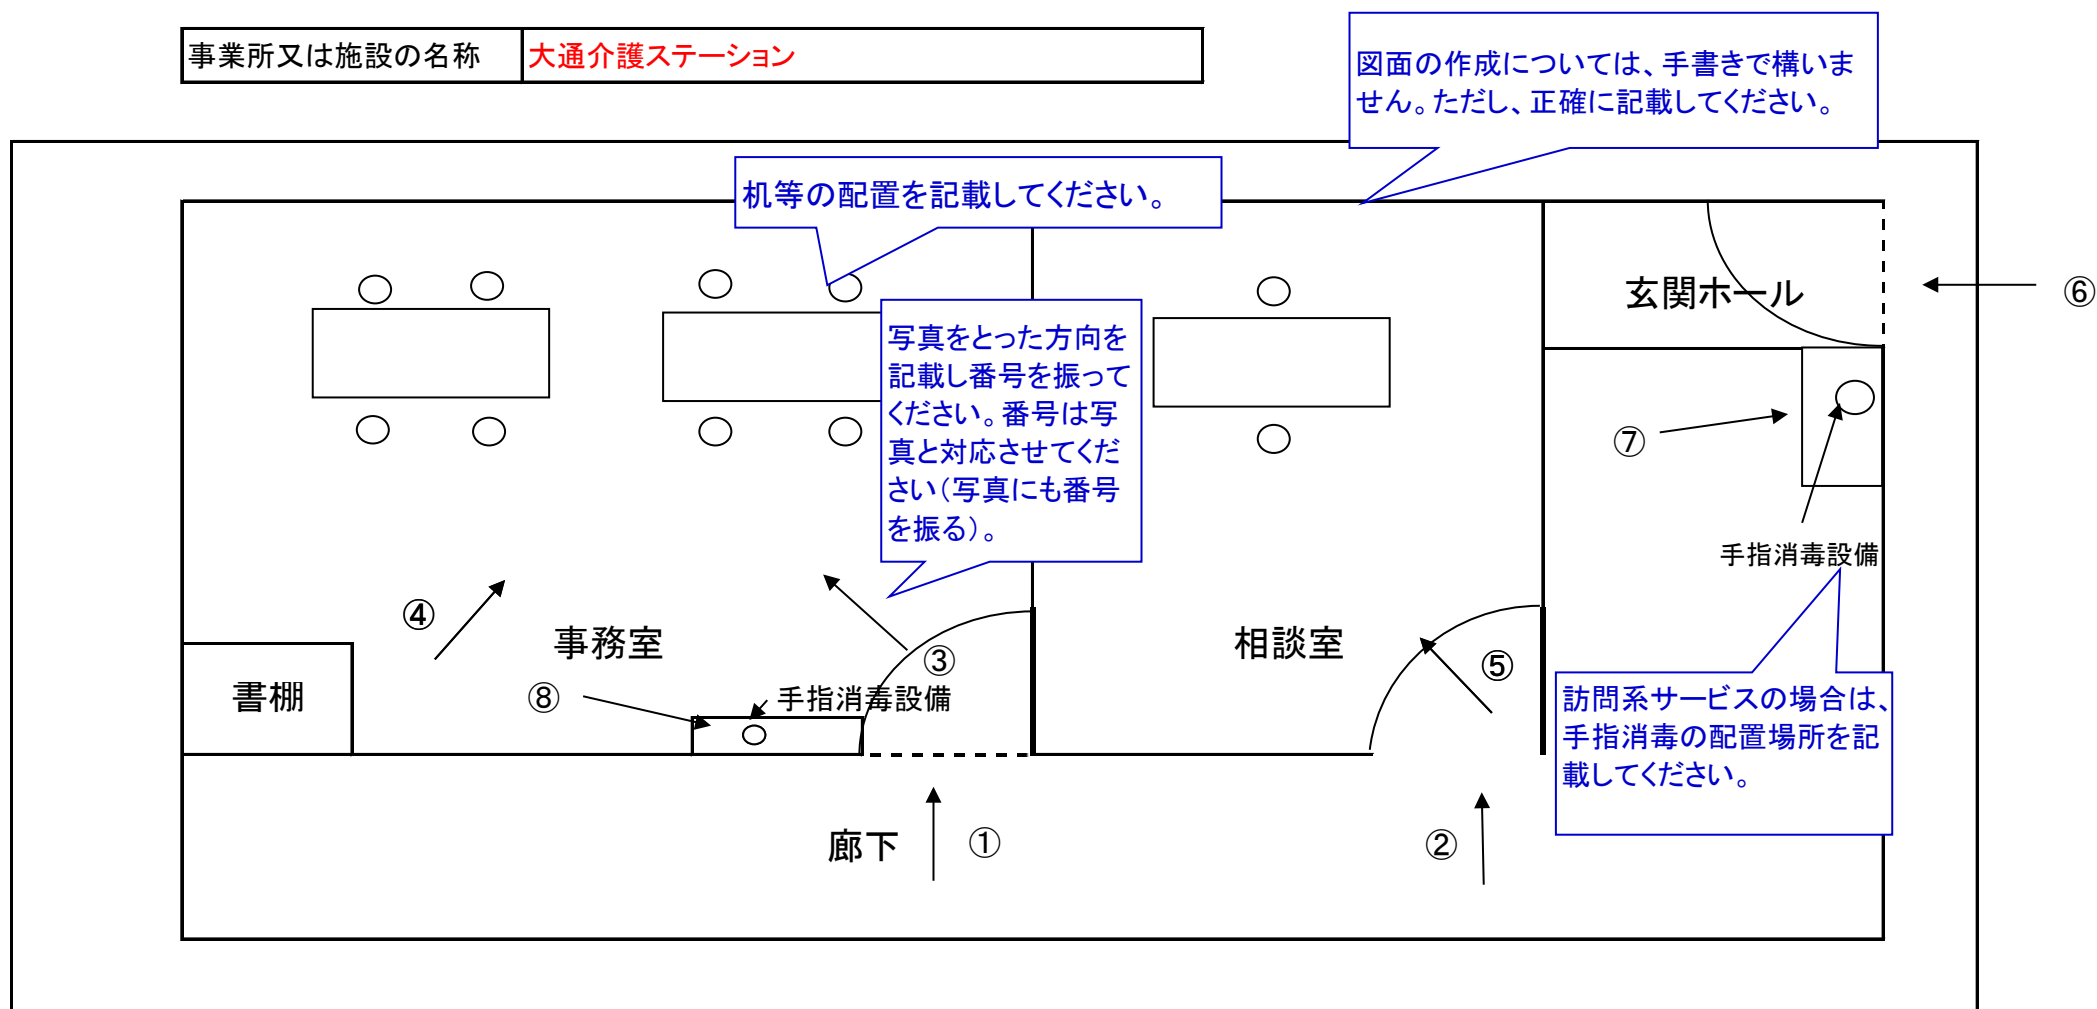 事業所又は施設の名称
大通介護ステーション
図面の作成については、手書きで構いま
せん。ただし、正確に記載してください。
机等の配置を記載してください。
玄関ホール
⑥
写真をとった方向を
記載し番号を振って
ください。番号は写
真と対応させてくだ
さい(写真にも番号
を振る)。
⑦
手指消毒設備
④
事務室
③
相談室
⑤
書棚
⑧
手指消毒設備
訪問系サービスの場合は、
手指消毒の配置場所を記
載してください。
廊下
①
②